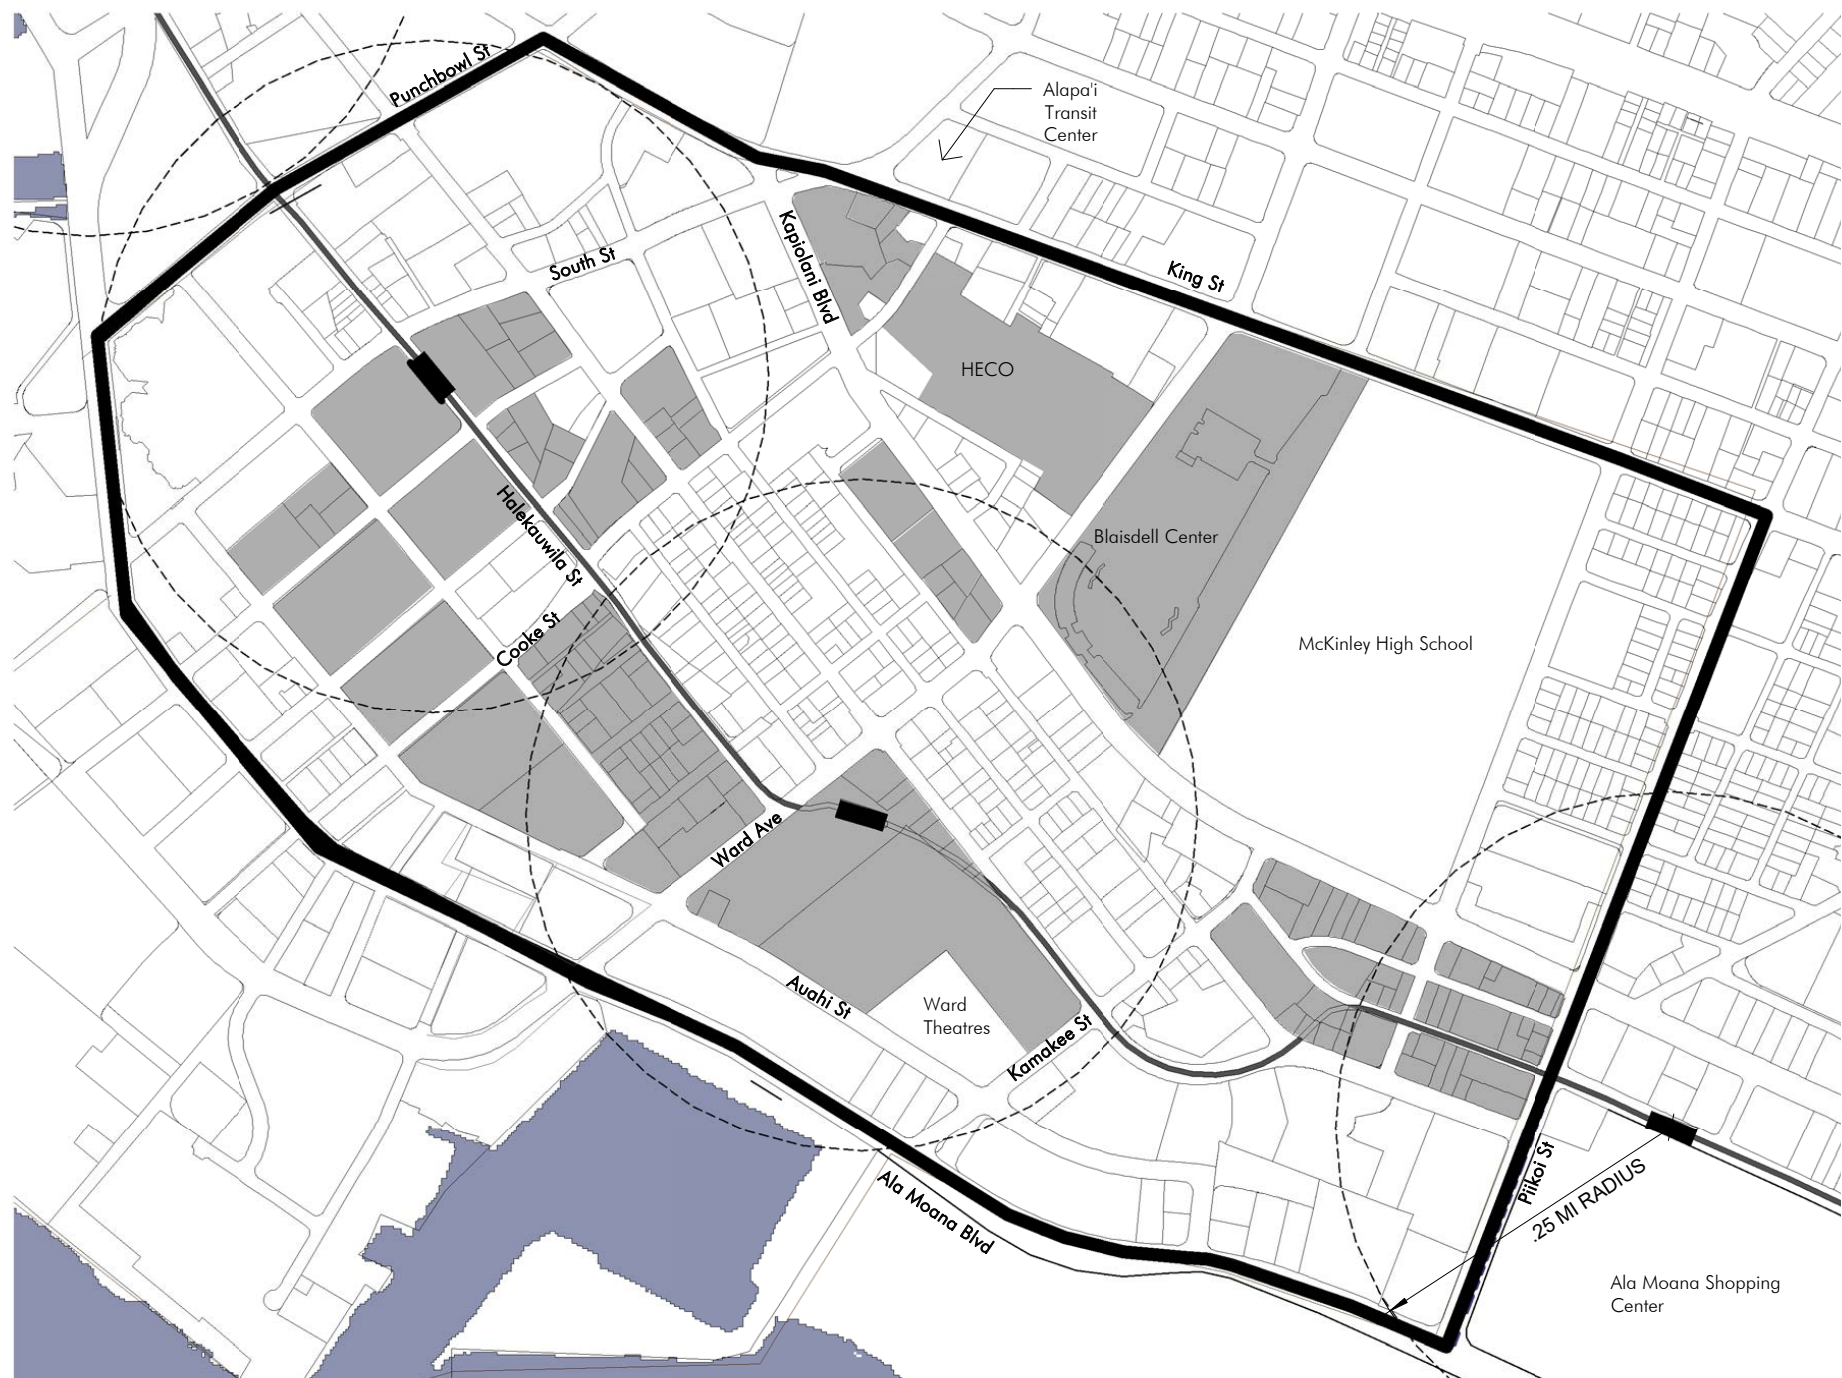 Punchbowl St
Alapa'i
Transit
Center
South St
Kapiolani Blvd
King St
HECO
Halekauwila St
Blaisdell Center
Cooke St
McKinley High School
Ward Ave
Auahi St
Ward
Theatres
Kamakee St
Piikoi St
.25 MI RADIUS
Ala Moana Blvd
Ala Moana Shopping
Center